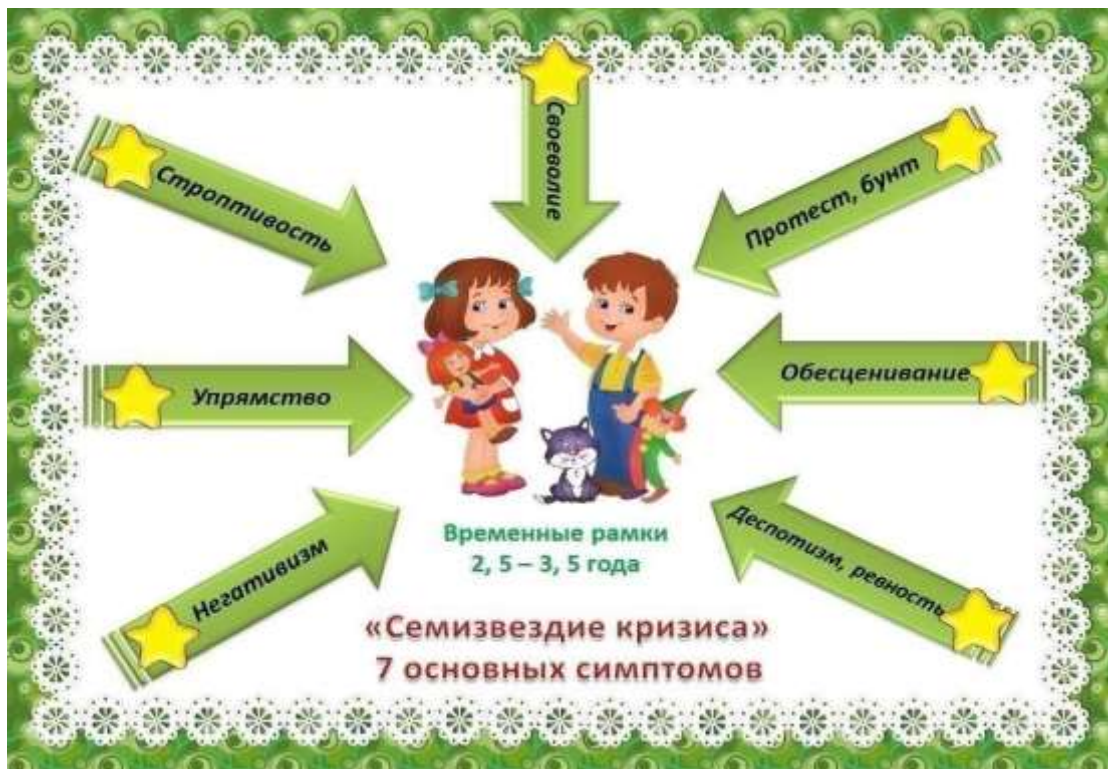 Своеволие
Строптивость
Протест, бунт
Упрямство
Обесценивание
Негативизм
Деспотизм, ревность
Временные рамки
2, 5 – 3, 5 года
«Семизвездие кризиса»
7 основных симптомов